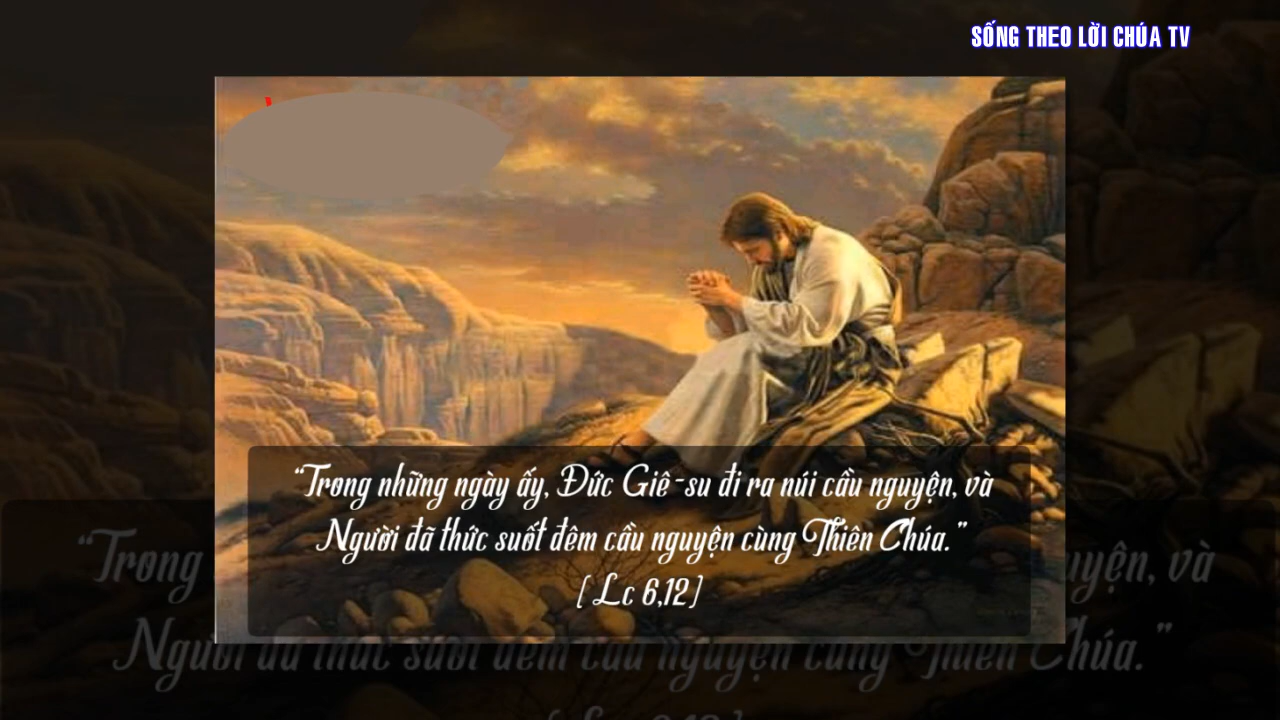 SỐNG THEO LỜI CHÚA TV
“Trong những ngày ấy, Đức Giê-su đi ra núi cầu nguyện, và
Người đã thức suốt đêm cầu nguyện cùng Thiên Chúa.”
[ Lc 6,12]